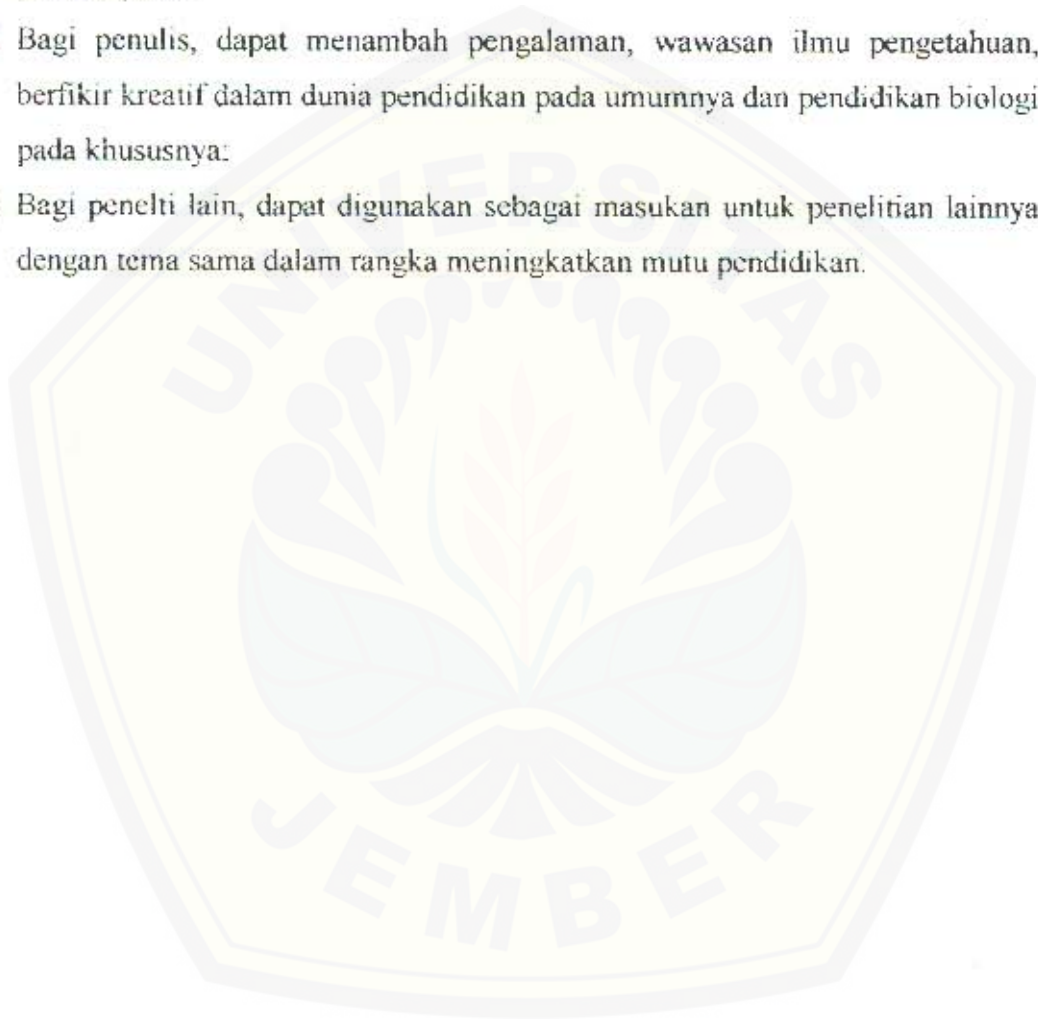 Bagi penulis, dapat menambah pengalaman, wawasan ilmu pengetahuan,
berfikir kreatif dalam dunia pendidikan pada umumnya dan pendidikan biologi
pada khususnya:
Bagi penelti lain, dapat digunakan sebagai masukan untuk penelitian lainnya
dengan tema sama dalam rangka meningkatkan mutu pendidikan.
UNIVERSITAS
JEMBER